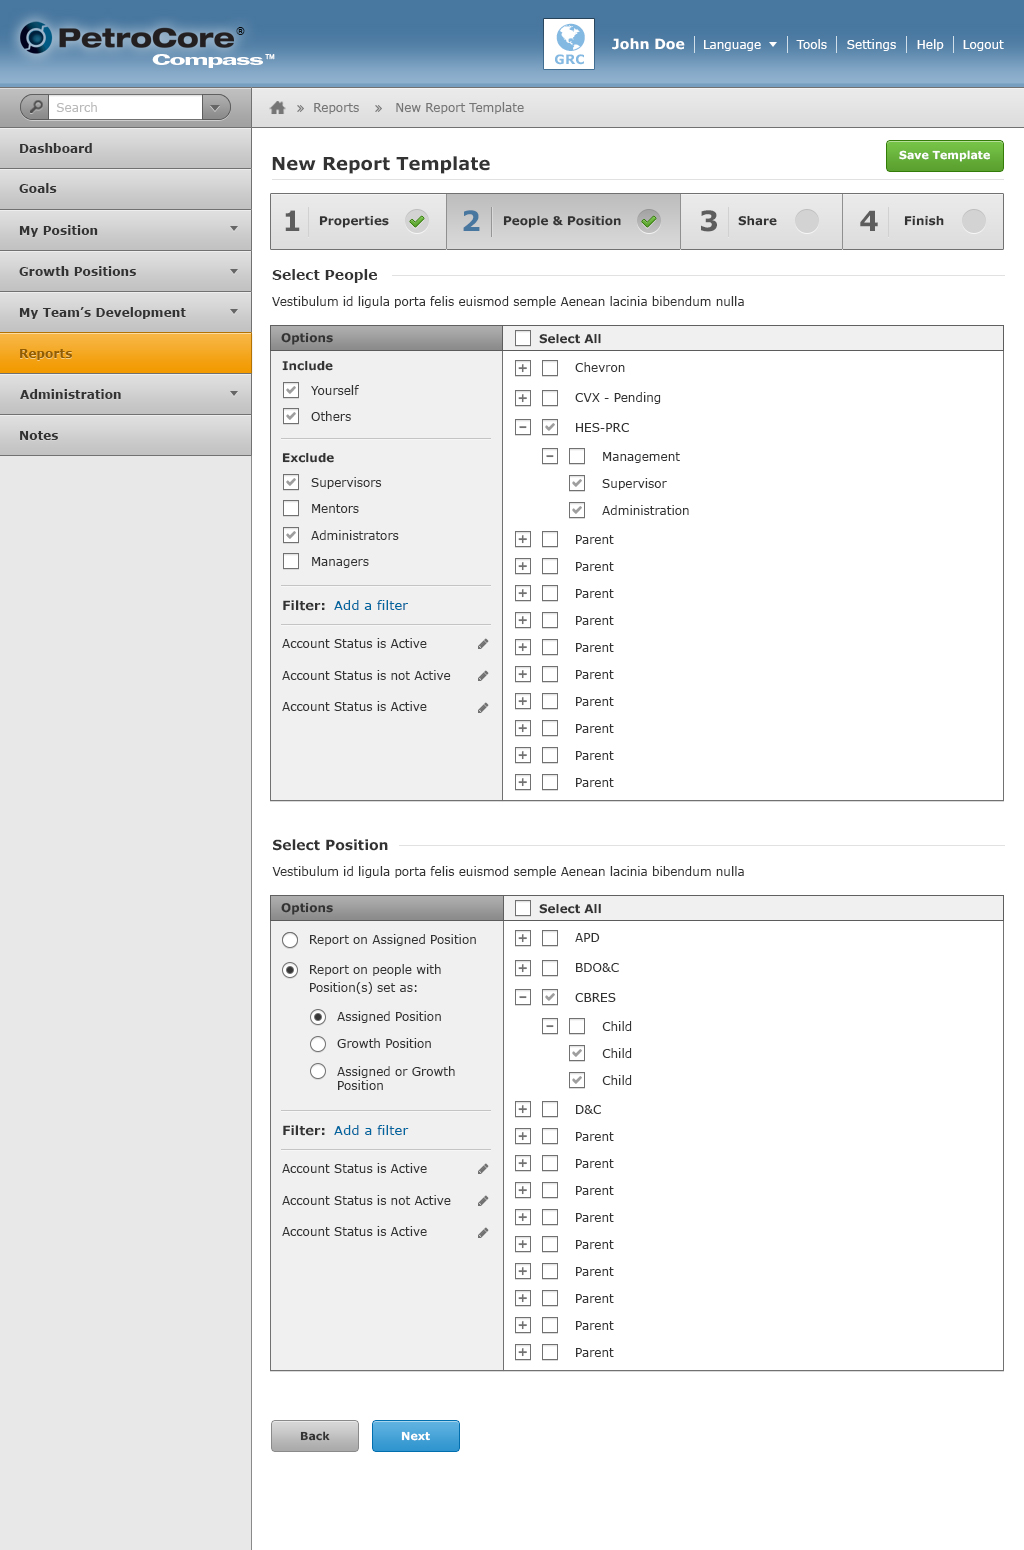 PetroCore®
Compass™
GRC
John Doe
Language
Tools
Settings
Help
Logout
Search
» Reports » New Report Template
Dashboard
Goals
My Position
Growth Positions
My Team's Development
Reports
Administration
Notes
New Report Template
Save Template
1 Properties
2 People & Position
3 Share
4 Finish
Select People
Vestibulum id ligula porta felis euismod semple Aenean lacinia bibendum nulla
Options
Include
Yourself
Others
Exclude
Supervisors
Mentors
Administrators
Managers
Filter: Add a filter
Account Status is Active
Account Status is not Active
Account Status is Active
Select All
Chevron
CVX - Pending
HES-PRC
Management
Supervisor
Administration
Parent
Parent
Parent
Parent
Parent
Parent
Parent
Parent
Parent
Parent
Select Position
Vestibulum id ligula porta felis euismod semple Aenean lacinia bibendum nulla
Options
Report on Assigned Position
Report on people with
Position(s) set as:
Assigned Position
Growth Position
Assigned or Growth
Position
Filter: Add a filter
Account Status is Active
Account Status is not Active
Account Status is Active
Select All
APD
BDO&C
CBRES
Child
Child
Child
D&C
Parent
Parent
Parent
Parent
Parent
Parent
Parent
Parent
Parent
Back
Next